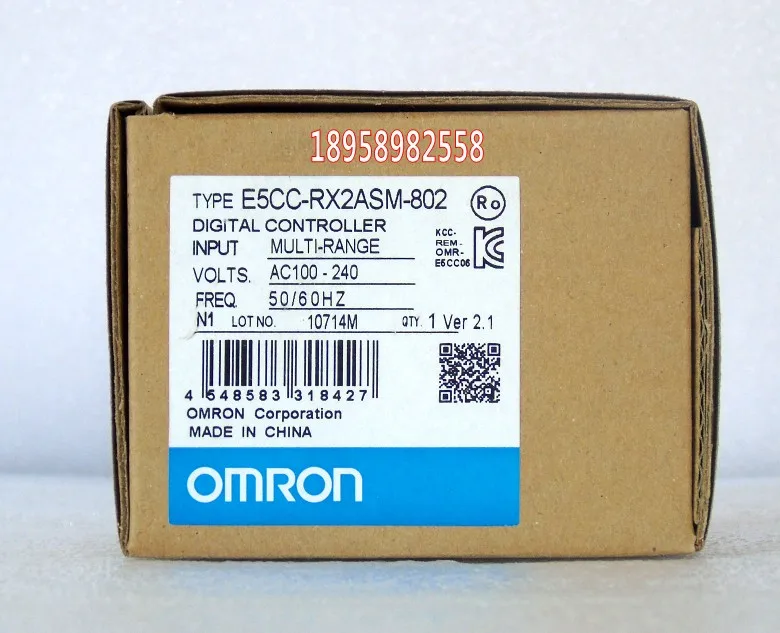 18958982558
TYPE E5CC-RX2ASM-802
Ro
DIGITAL CONTROLLER
INPUT MULTI-RANGE
KCC-
REM-
OMR-
E5CC06
VOLTS. AC100 - 240
FREQ. 50/60HZ
N1 LOT NO. 10714M QTY. 1 Ver 2.1
4 548583 318427
OMRON Corporation
MADE IN CHINA
OMRON